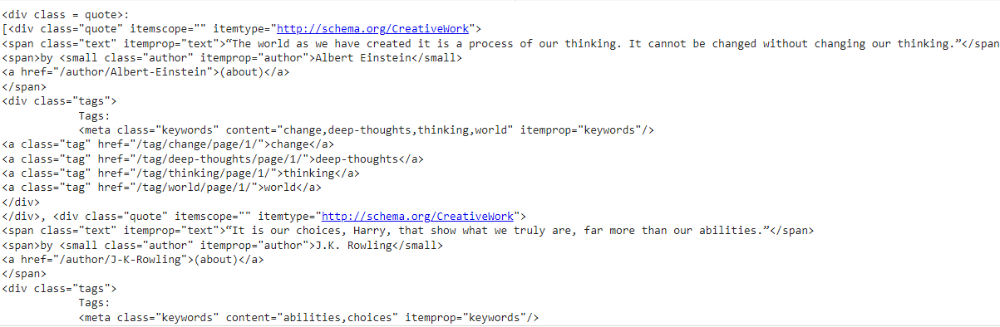 <div class = quote>:
[<div class="quote" itemscope="" itemtype="http://schema.org/CreativeWork">
<span class="text" itemprop="text">“The world as we have created it is a process of our thinking. It cannot be changed without changing our thinking.”</span
<span>by <small class="author" itemprop="author">Albert Einstein</small>
<a href="/author/Albert-Einstein">(about)</a>
</span>
<div class="tags">
            Tags:
            <meta class="keywords" content="change,deep-thoughts,thinking,world" itemprop="keywords"/>
<a class="tag" href="/tag/change/page/1/">change</a>
<a class="tag" href="/tag/deep-thoughts/page/1/">deep-thoughts</a>
<a class="tag" href="/tag/thinking/page/1/">thinking</a>
<a class="tag" href="/tag/world/page/1/">world</a>
</div>
</div>, <div class="quote" itemscope="" itemtype="http://schema.org/CreativeWork">
<span class="text" itemprop="text">“It is our choices, Harry, that show what we truly are, far more than our abilities.”</span>
<span>by <small class="author" itemprop="author">J.K. Rowling</small>
<a href="/author/J-K-Rowling">(about)</a>
</span>
<div class="tags">
            Tags:
            <meta class="keywords" content="abilities,choices" itemprop="keywords"/>